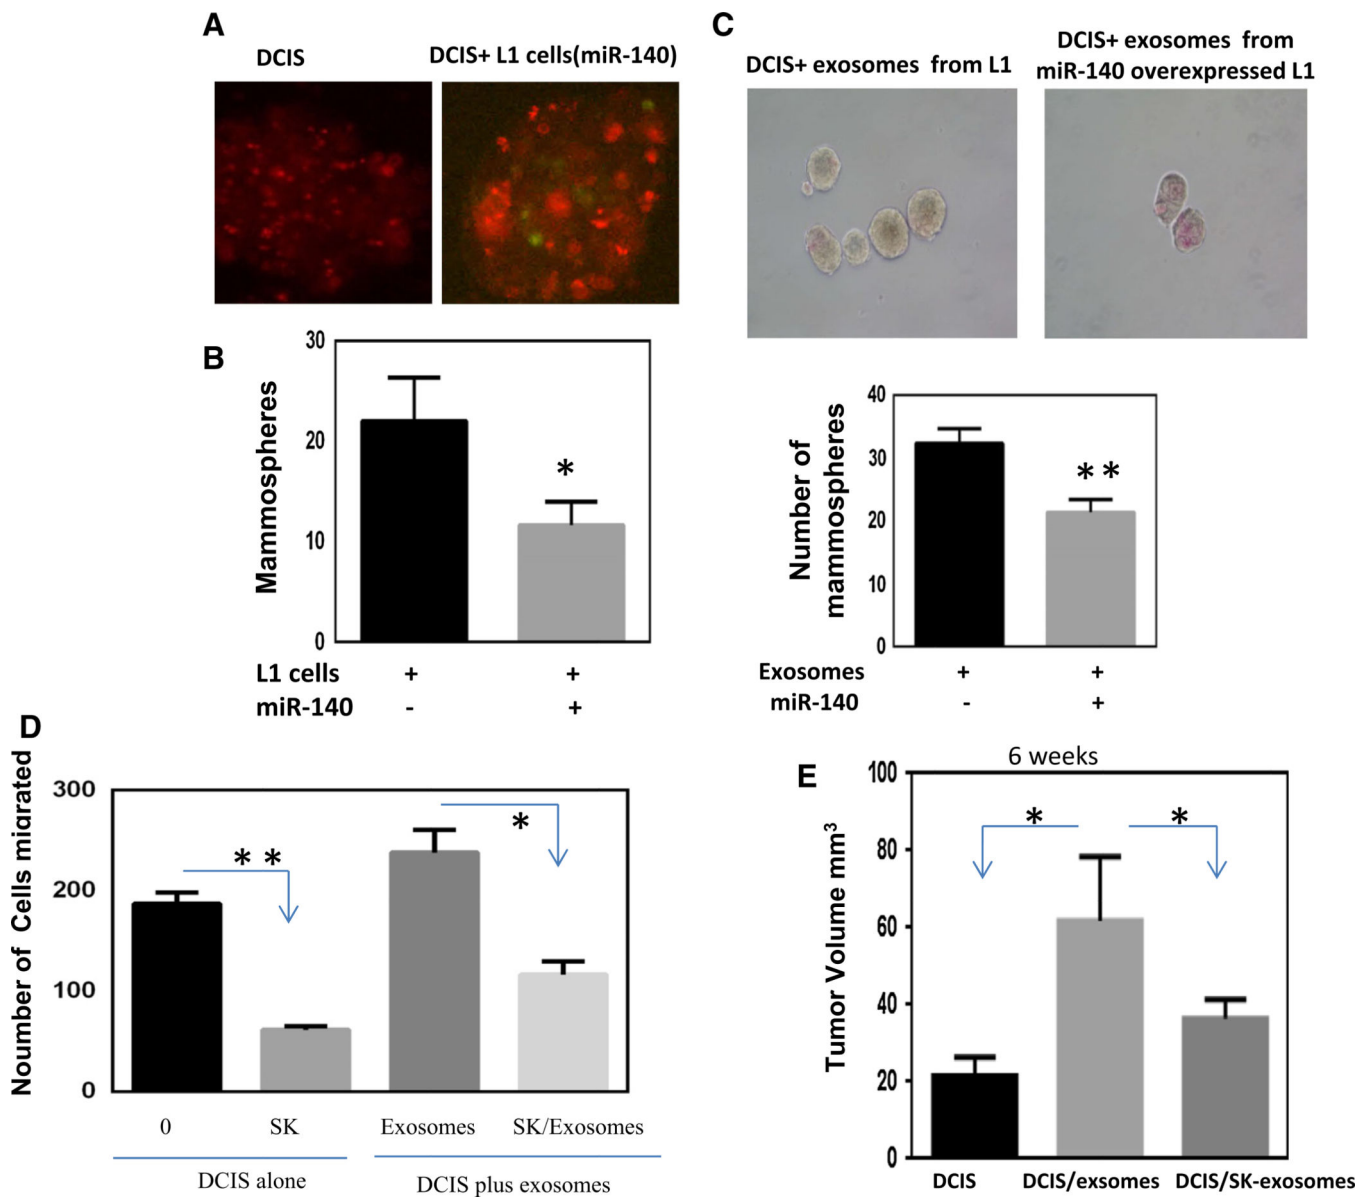 A
DCIS
DCIS+ L1 cells(miR-140)
B
30
20
10
0
Mammospheres
*
L1 cells + +
miR-140 - +
C
DCIS+ exosomes from L1
DCIS+ exosomes from
miR-140 overexpressed L1
40
30
20
10
0
Number of
mammospheres
* *
Exosomes + +
miR-140 - +
D
Noumber of Cells migrated
300
200
100
0
* *
*
0 SK Exosomes SK/Exosomes
DCIS alone
DCIS plus exosomes
E
6 weeks
100
80
60
40
20
0
Tumor Volume mm³
* *
DCIS DCIS/exsomes DCIS/SK-exosomes